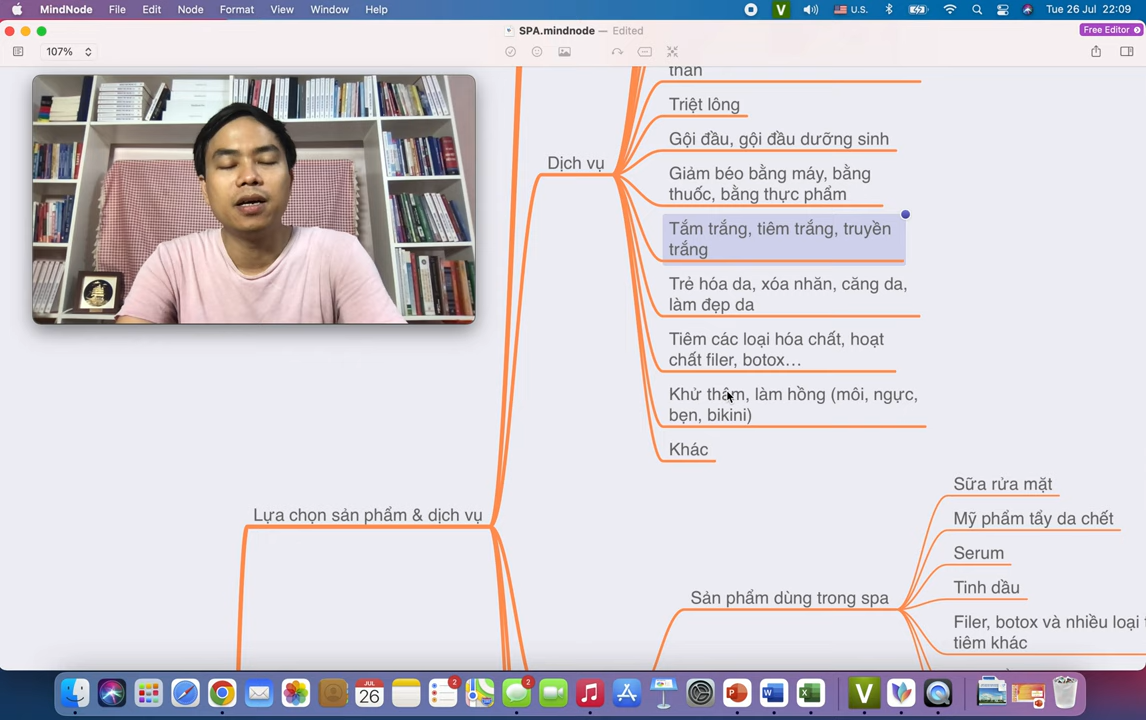 MindNode File Edit Node Format View Window Help
V
U.S.
Tue 26 Jul 22:09
SPA.mindnode — Edited
Free Editor
107%
thân
Triệt lông
Gội đầu, gội đầu dưỡng sinh
Dịch vụ
Giảm béo bằng máy, bằng
thuốc, bằng thực phẩm
Tắm trắng, tiêm trắng, truyền
trắng
Trẻ hóa da, xóa nhăn, căng da,
làm đẹp da
Tiêm các loại hóa chất, hoạt
chất filer, botox...
Khử thâm, làm hồng (môi, ngực,
bẹn, bikini)
Khác
Lựa chọn sản phẩm & dịch vụ
Sữa rửa mặt
Mỹ phẩm tẩy da chết
Serum
Tinh dầu
Sản phẩm dùng trong spa
Filer, botox và nhiều loại
tiêm khác
JUL
26
2
2
P
W
X
V